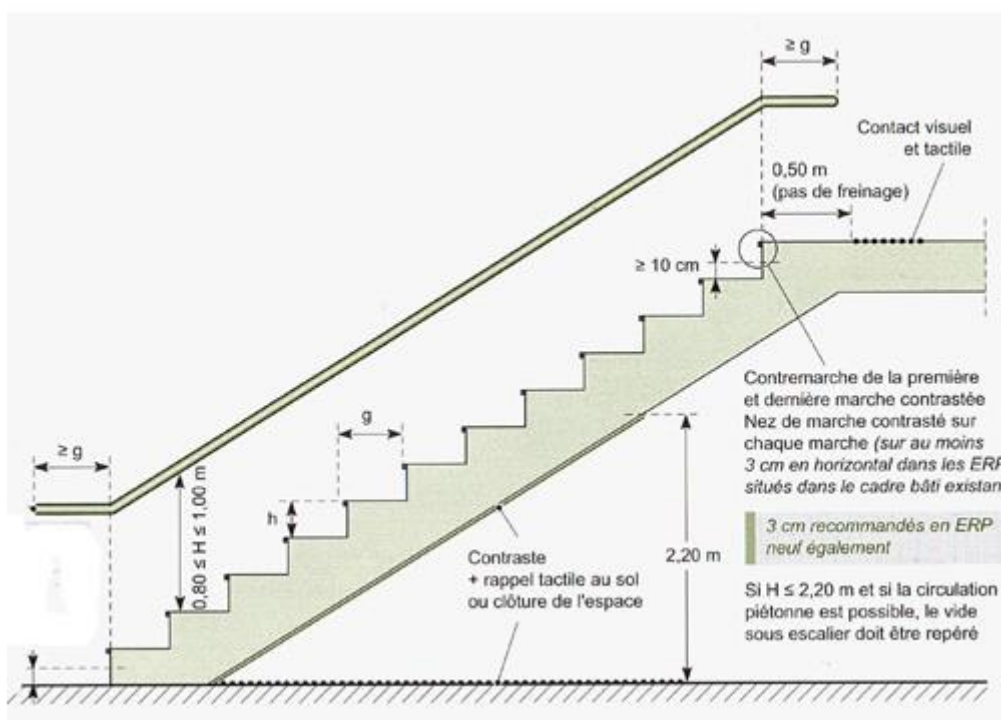 ≥ g
Contact visuel
et tactile
0,50 m
(pas de freinage)
≥ 10 cm
Contremarche de la première
et dernière marche contrastée
Nez de marche contrasté sur
chaque marche (sur au moins
3 cm en horizontal dans les ERP
situés dans le cadre bâti existan
3 cm recommandés en ERP
neuf également
Si H ≤ 2,20 m et si la circulation
piétonne est possible, le vide
sous escalier doit être repéré
g
≥ g
h
0,80 ≤ H ≤ 1,00 m
Contraste
+ rappel tactile au sol
ou clôture de l'espace
2,20 m